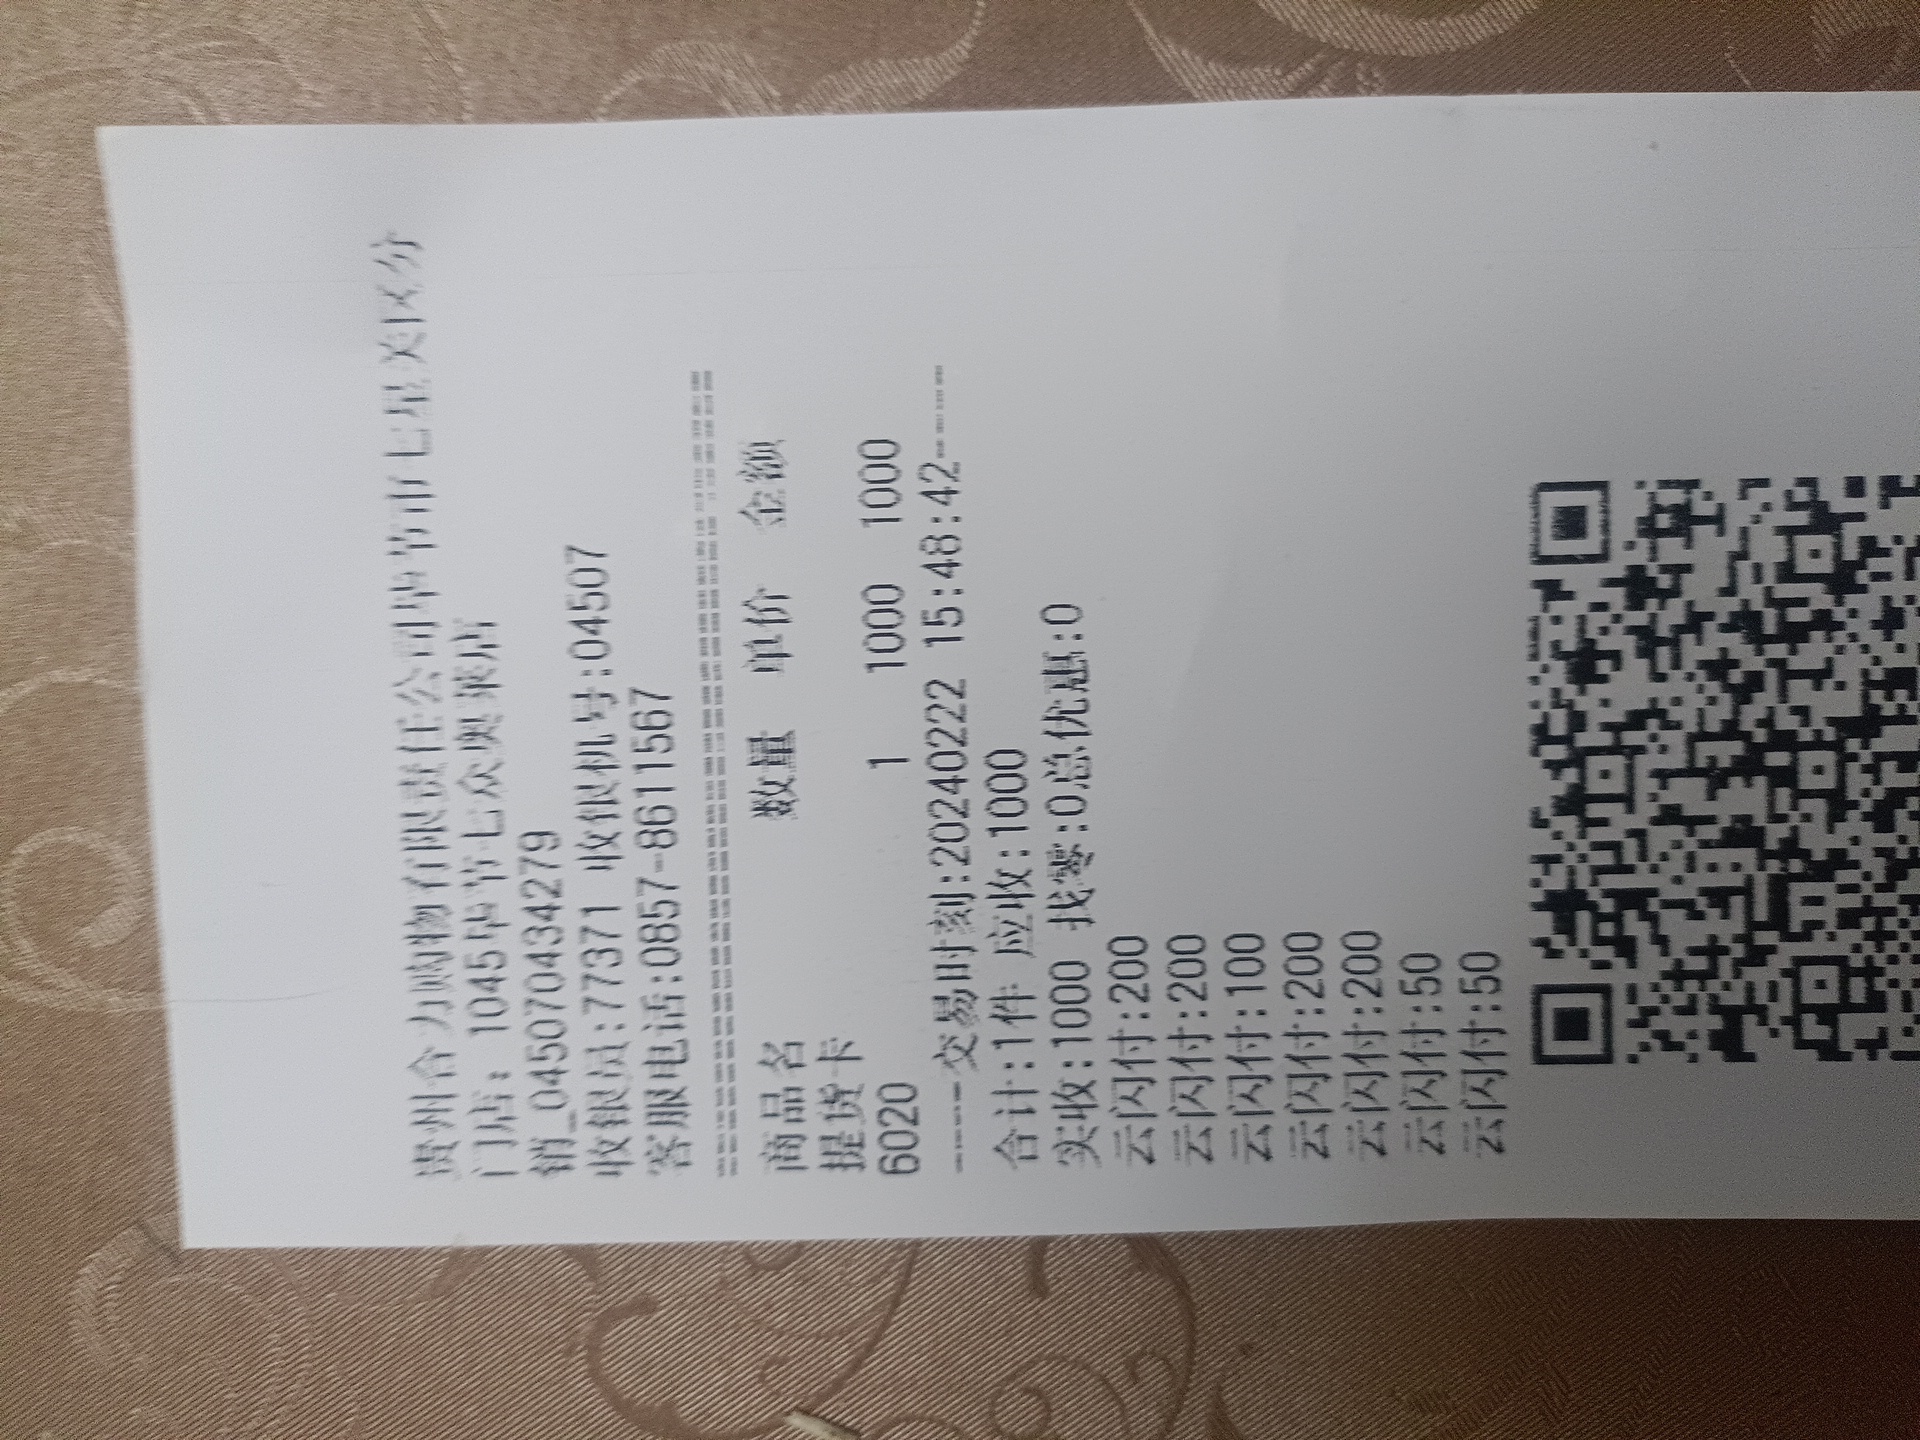 贵州合力购物有限责任公司毕节市七星关区分
门店: 1045毕节七众奥莱店
销_045070434279
收银员:77371 收银机号:04507
客服电话:0857-8611567
================================
商品名 数量 单价 金额
提货卡
6020 1 1000 1000
----交易时刻:20240222 15:48:42----
合计:1件 应收:1000
实收:1000 找零:0总优惠:0
云闪付:200
云闪付:200
云闪付:100
云闪付:200
云闪付:200
云闪付:50
云闪付:50